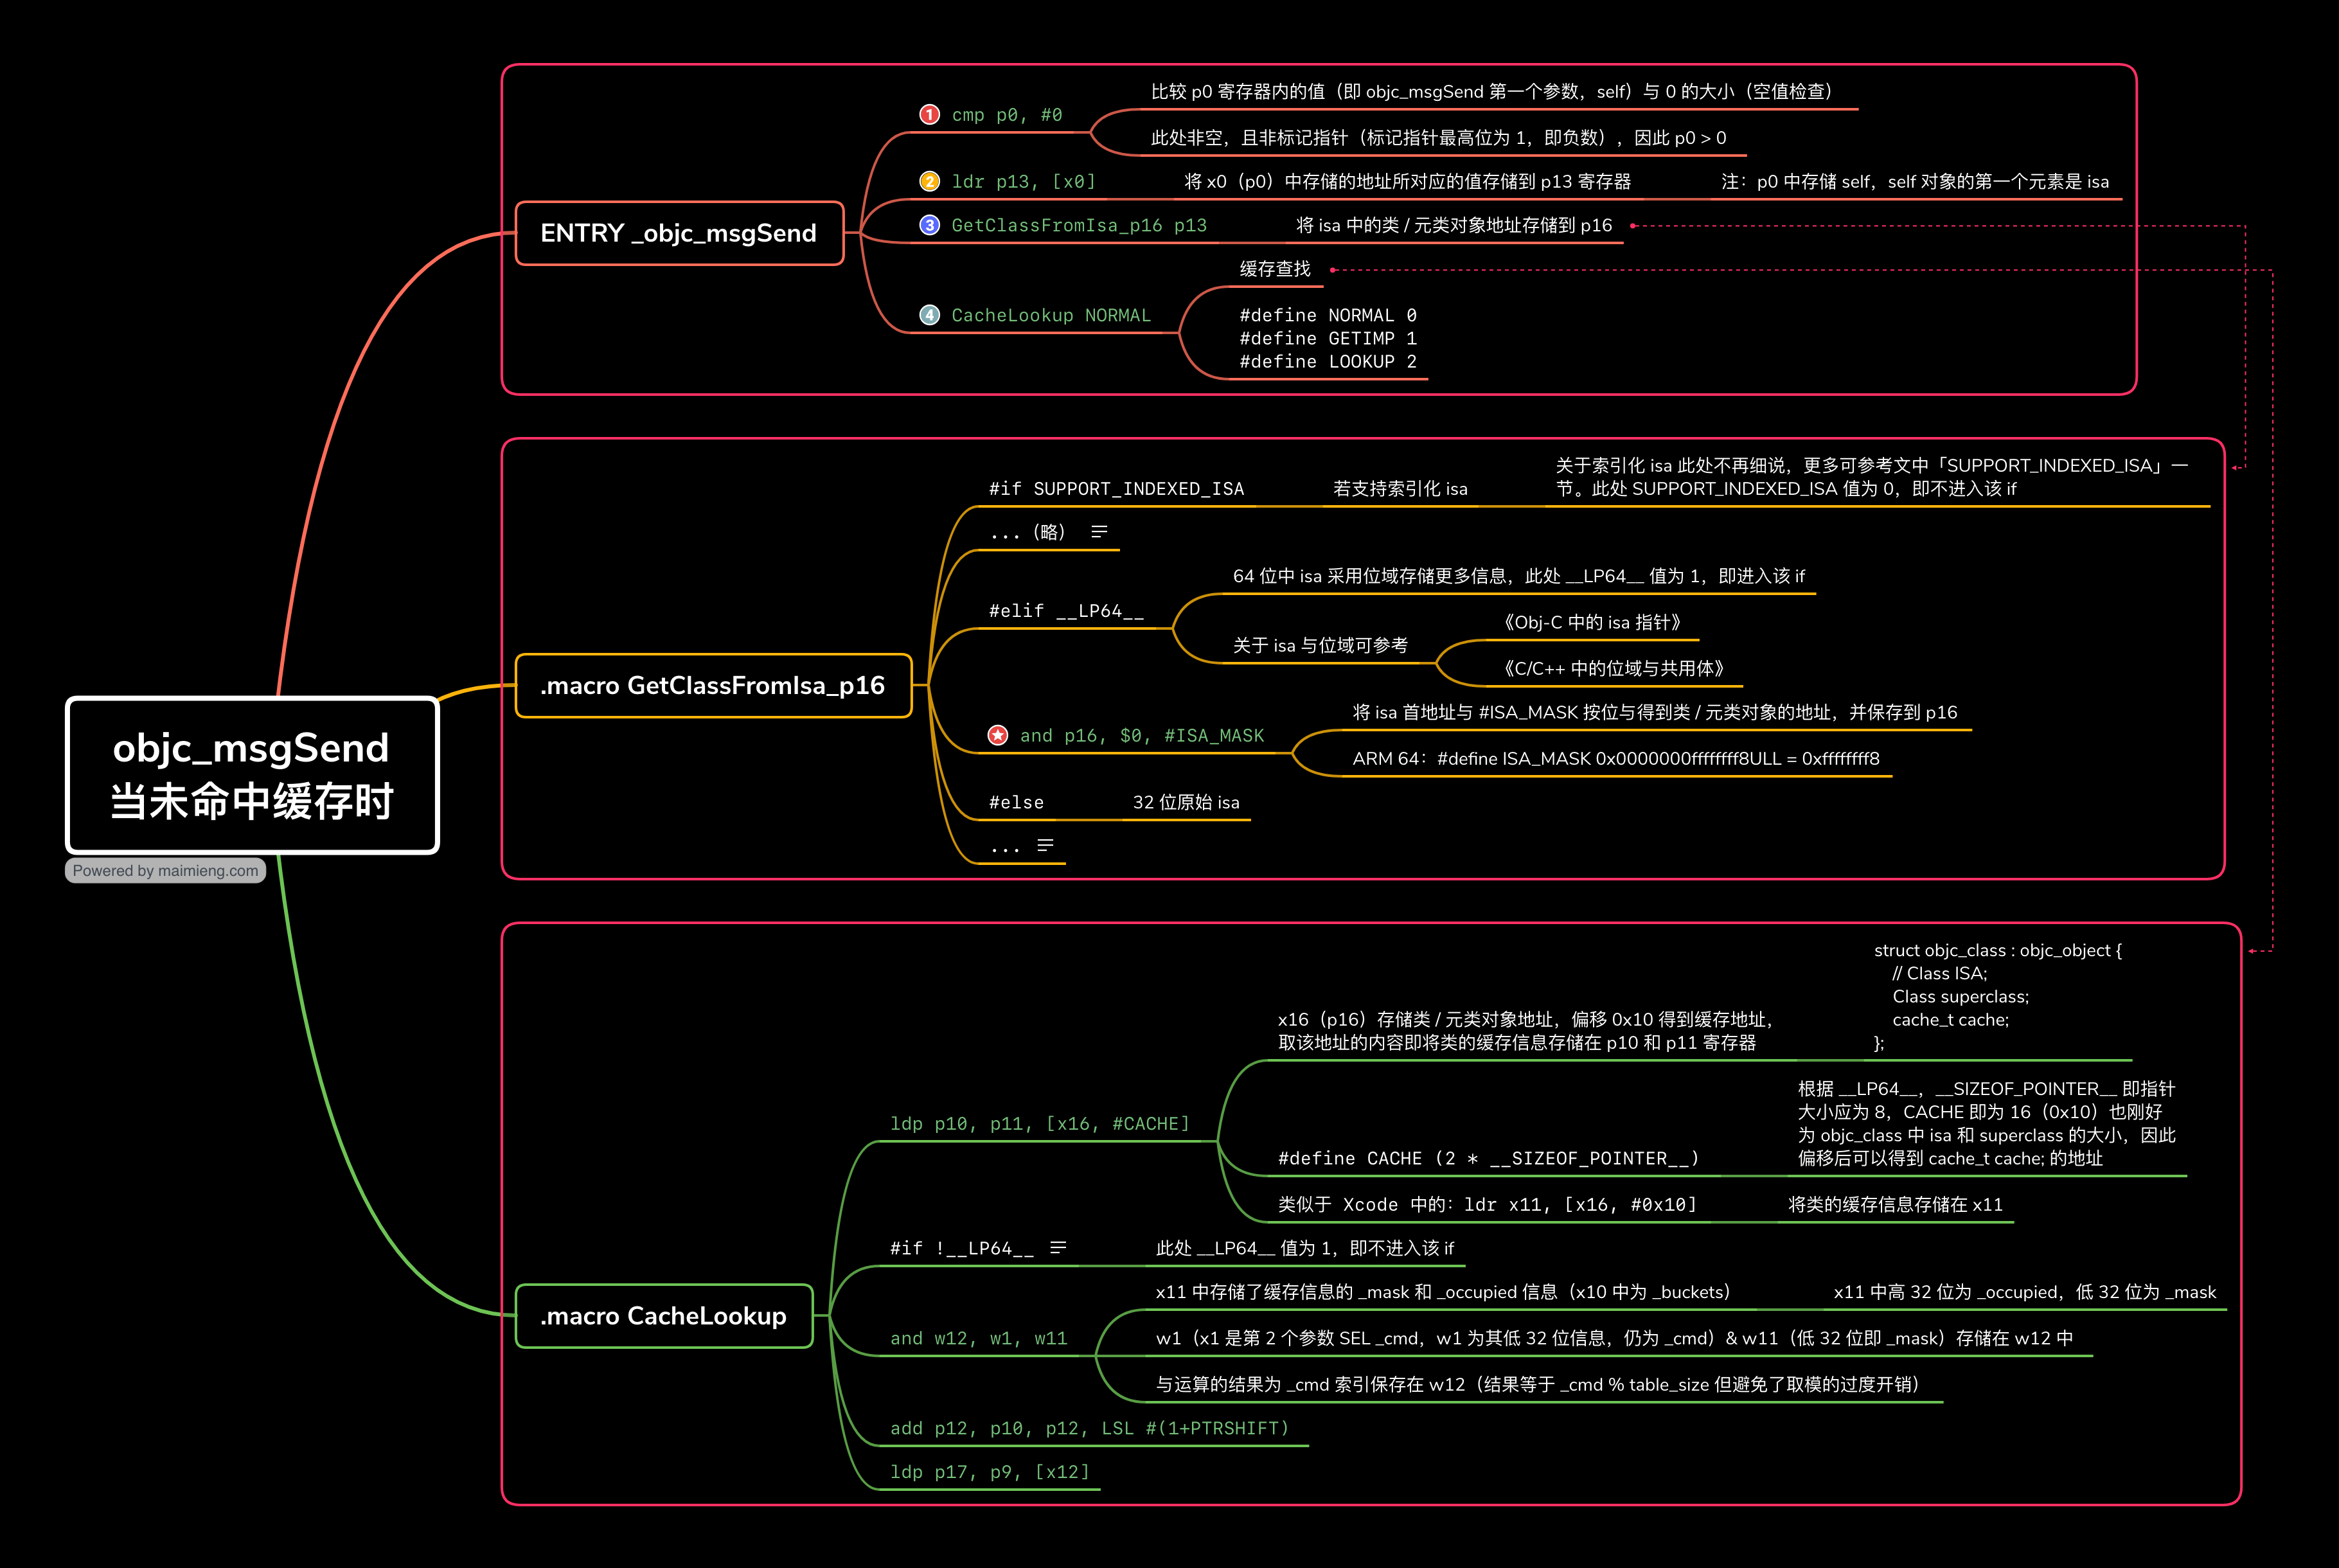 objc_msgSend
当未命中缓存时
Powered by maimieng.com
ENTRY _objc_msgSend
1 cmp p0, #0
比较 p0 寄存器内的值（即 objc_msgSend 第一个参数，self）与 0 的大小（空值检查）
此处非空，且非标记指针（标记指针最高位为 1，即负数），因此 p0 > 0
2 ldr p13, [x0]
将 x0（p0）中存储的地址所对应的值存储到 p13 寄存器
注：p0 中存储 self，self 对象的第一个元素是 isa
3 GetClassFromIsa_p16 p13
将 isa 中的类 / 元类对象地址存储到 p16
4 CacheLookup NORMAL
缓存查找
#define NORMAL 0
#define GETIMP 1
#define LOOKUP 2
.macro GetClassFromIsa_p16
#if SUPPORT_INDEXED_ISA
若支持索引化 isa
关于索引化 isa 此处不再细说，更多可参考文中「SUPPORT_INDEXED_ISA」一
节。此处 SUPPORT_INDEXED_ISA 值为 0，即不进入该 if
...（略）
#elif __LP64__
64 位中 isa 采用位域存储更多信息，此处 __LP64__ 值为 1，即进入该 if
关于 isa 与位域可参考
《Obj-C 中的 isa 指针》
《C/C++ 中的位域与共用体》
and p16, $0, #ISA_MASK
将 isa 首地址与 #ISA_MASK 按位与得到类 / 元类对象的地址，并保存到 p16
ARM 64：#define ISA_MASK 0x0000000ffffffff8ULL = 0xffffffff8
#else
32 位原始 isa
...
.macro CacheLookup
ldp p10, p11, [x16, #CACHE]
x16（p16）存储类 / 元类对象地址，偏移 0x10 得到缓存地址，
取该地址的内容即将类的缓存信息存储在 p10 和 p11 寄存器
struct objc_class : objc_object {
// Class ISA;
Class superclass;
cache_t cache;
};
#define CACHE (2 * __SIZEOF_POINTER__)
根据 __LP64__，__SIZEOF_POINTER__ 即指针
大小应为 8，CACHE 即为 16（0x10）也刚好
为 objc_class 中 isa 和 superclass 的大小，因此
偏移后可以得到 cache_t cache; 的地址
类似于 Xcode 中的：ldr x11, [x16, #0x10]
将类的缓存信息存储在 x11
#if !__LP64__
此处 __LP64__ 值为 1，即不进入该 if
and w12, w1, w11
x11 中存储了缓存信息的 _mask 和 _occupied 信息（x10 中为 _buckets）
x11 中高 32 位为 _occupied，低 32 位为 _mask
w1（x1 是第 2 个参数 SEL _cmd，w1 为其低 32 位信息，仍为 _cmd）& w11（低 32 位即 _mask）存储在 w12 中
与运算的结果为 _cmd 索引保存在 w12（结果等于 _cmd % table_size 但避免了取模的过度开销）
add p12, p10, p12, LSL #(1+PTRSHIFT)
ldp p17, p9, [x12]